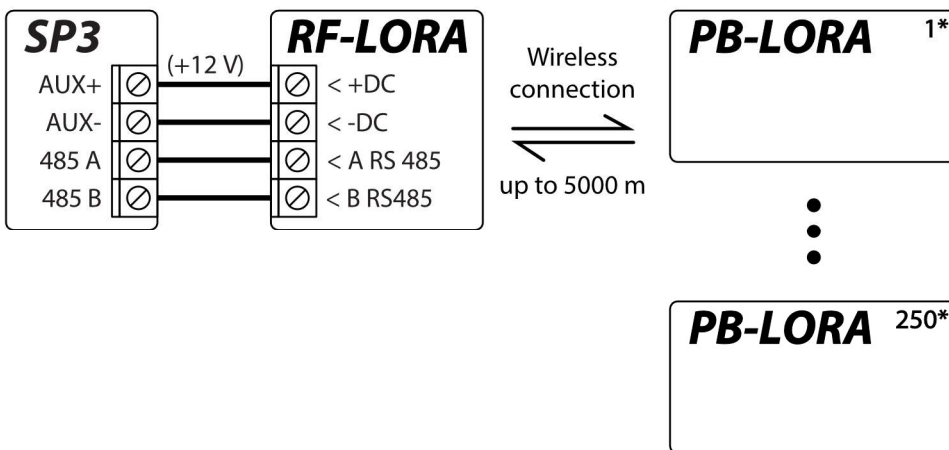 SP3
AUX+
AUX-
485 A
485 B
(+12 V)
RF-LORA
< +DC
< -DC
< A RS 485
< B RS485
Wireless
connection
up to 5000 m
PB-LORA 1*
PB-LORA 250*